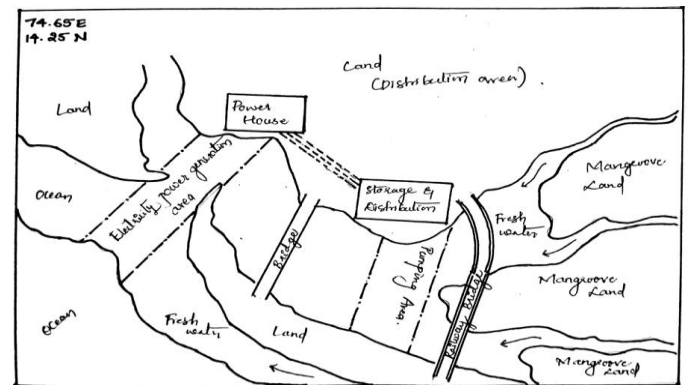 74.65E
14.25 N
Land
(Distribution area).
Land
Power
House
Mangroove
Land
Ocean
Electricity power generation
area
Storage &
Distribution
Fresh
water
Bridge
Pumping Area.
Railway Bridge
Mangroove
Land
Ocean
Fresh
water
Land
Mangroove
Land